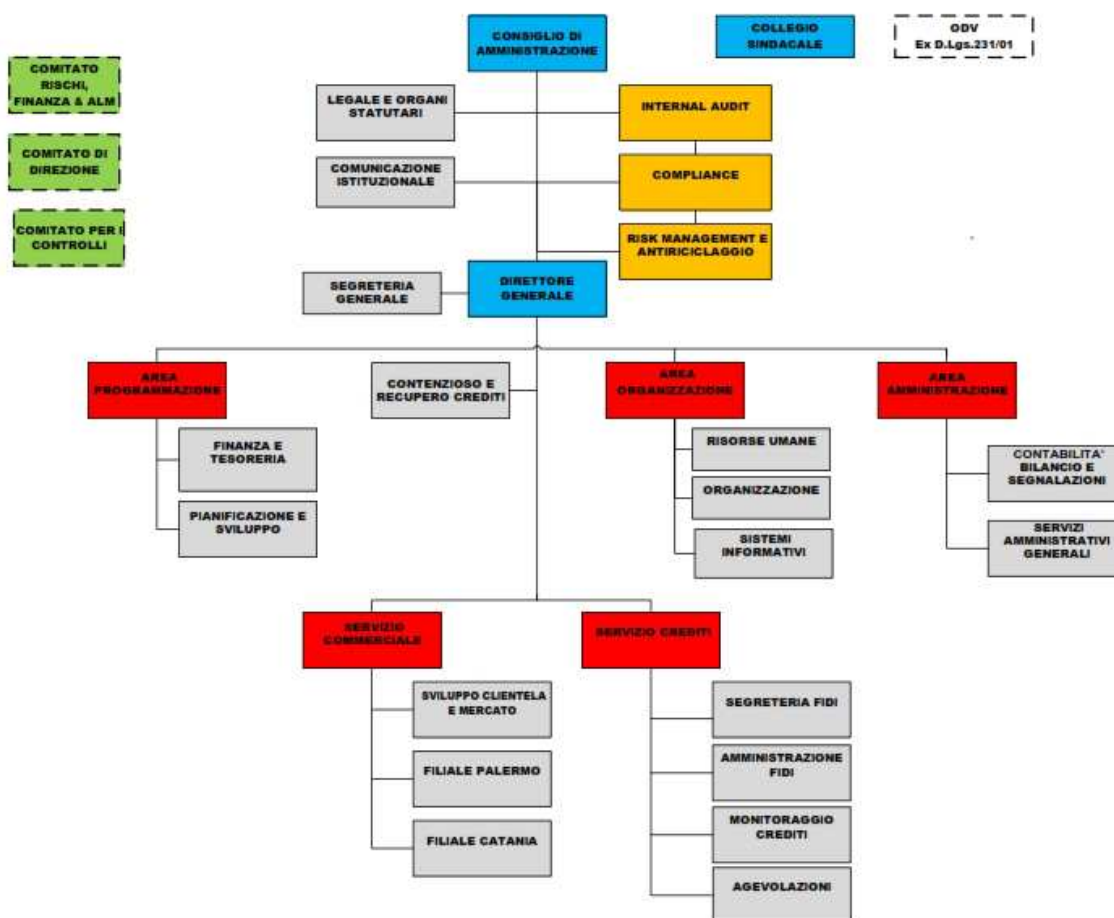 CONSIGLIO DI
AMMINISTRAZIONE
COLLEGIO
SINDACALE
ODV
Ex D.Lgs.231/01
COMITATO
RISCHI,
FINANZA & ALM
COMITATO DI
DIREZIONE
COMITATO PER I
CONTROLLI
LEGALE E ORGANI
STATUTARI
INTERNAL AUDIT
COMUNICAZIONE
ISTITUZIONALE
COMPLIANCE
RISK MANAGEMENT E
ANTIRICICLAGGIO
SEGRETERIA
GENERALE
DIRETTORE
GENERALE
AREA
PROGRAMMAZIONE
CONTENZIOSO E
RECUPERO CREDITI
AREA
ORGANIZZAZIONE
AREA
AMMINISTRAZIONE
FINANZA E
TESORERIA
PIANIFICAZIONE E
SVILUPPO
RISORSE UMANE
ORGANIZZAZIONE
SISTEMI
INFORMATIVI
CONTABILITA'
BILANCIO E
SEGNALAZIONI
SERVIZI
AMMINISTRATIVI
GENERALI
SERVIZIO
COMMERCIALE
SERVIZIO CREDITI
SVILUPPO CLIENTELA
E MERCATO
FILIALE PALERMO
FILIALE CATANIA
SEGRETERIA FIDI
AMMINISTRAZIONE
FIDI
MONITORAGGIO
CREDITI
AGEVOLAZIONI